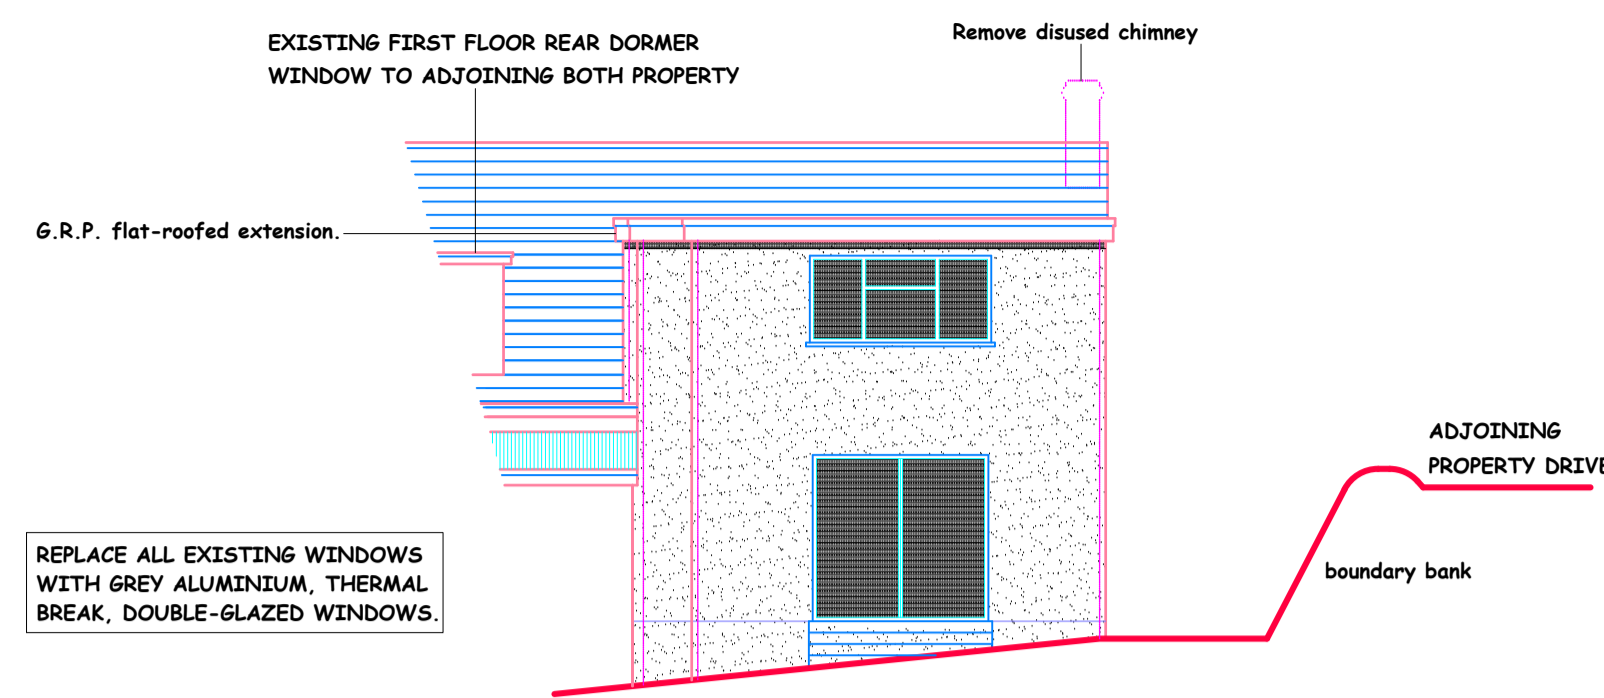 EXISTING FIRST FLOOR REAR DORMER
WINDOW TO ADJOINING BOTH PROPERTY
Remove disused chimney
G.R.P. flat-roofed extension.
ADJOINING
PROPERTY DRIVE
boundary bank
REPLACE ALL EXISTING WINDOWS
WITH GREY ALUMINIUM, THERMAL
BREAK, DOUBLE-GLAZED WINDOWS.